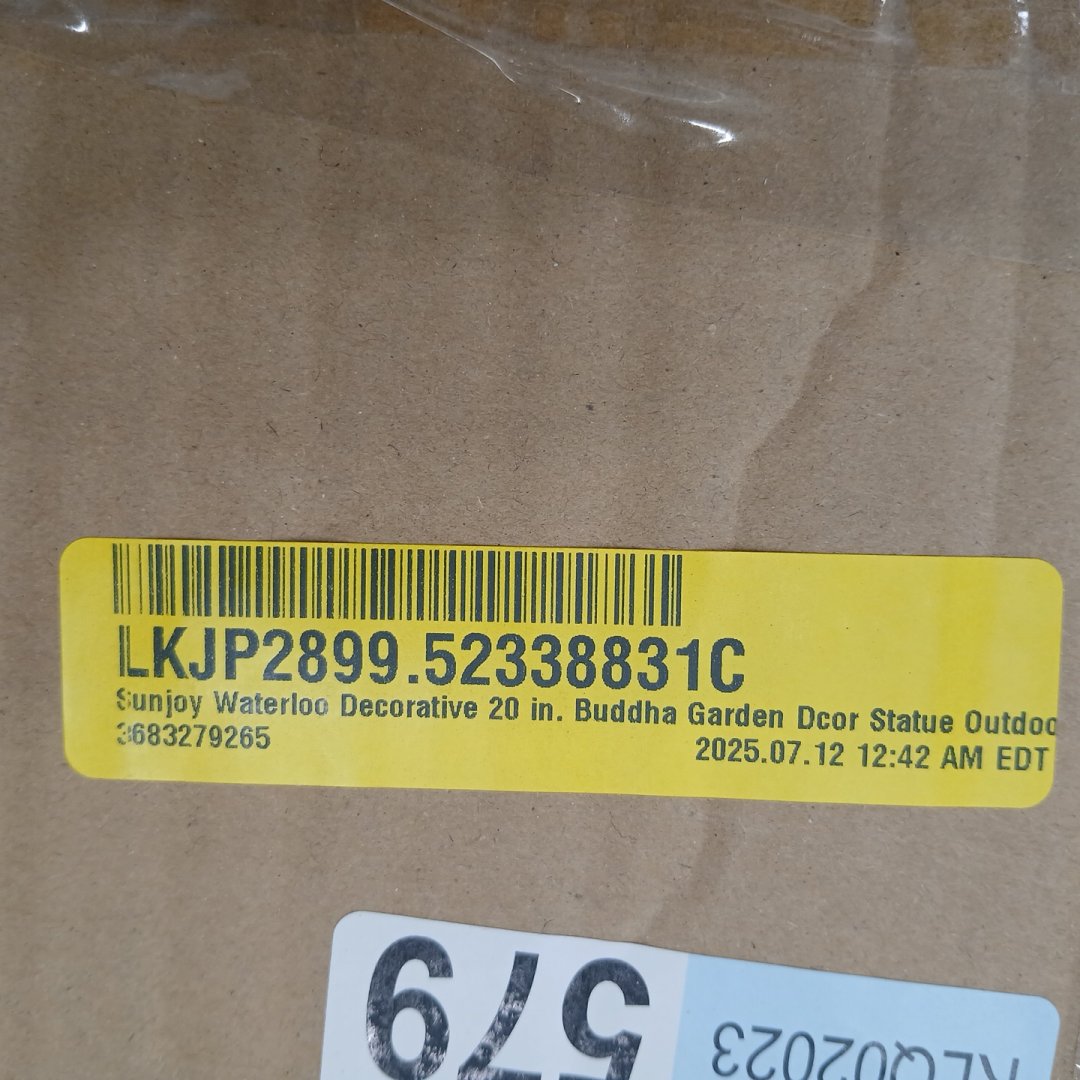 LKJP2899.52338831C
Sunjoy Waterloo Decorative 20 in. Buddha Garden Dcor Statue Outdoo
3683279265
2025.07.12 12:42 AM EDT
579
RLQ02023